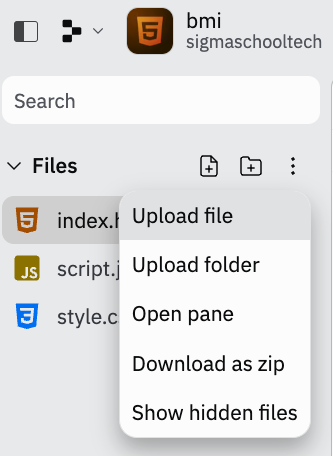 bmi
sigmaschooltech
Search
Files
index.h
Upload file
script.j
Upload folder
style.c
Open pane
Download as zip
Show hidden files
JS